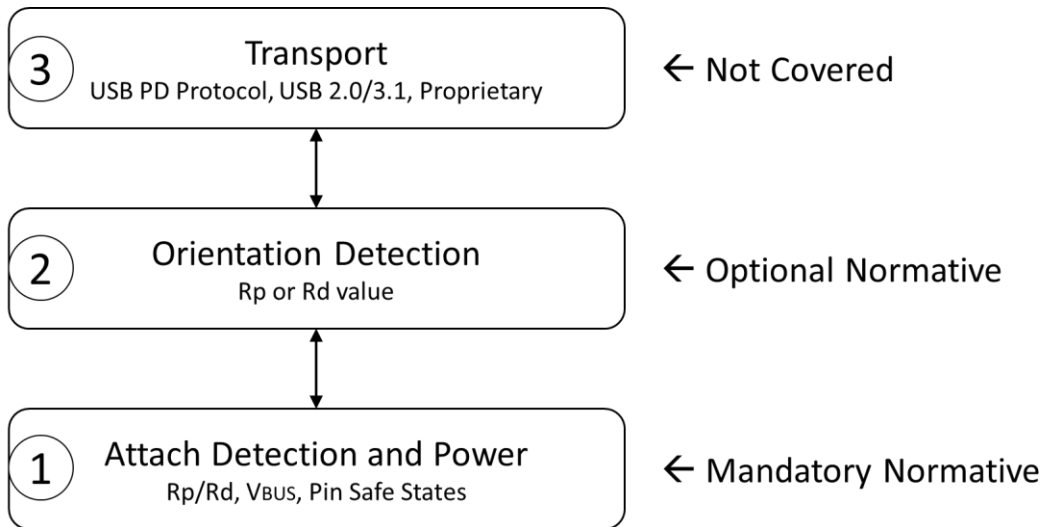 3
Transport
USB PD Protocol, USB 2.0/3.1, Proprietary
← Not Covered
2
Orientation Detection
Rp or Rd value
← Optional Normative
1
Attach Detection and Power
Rp/Rd, VBUS, Pin Safe States
← Mandatory Normative